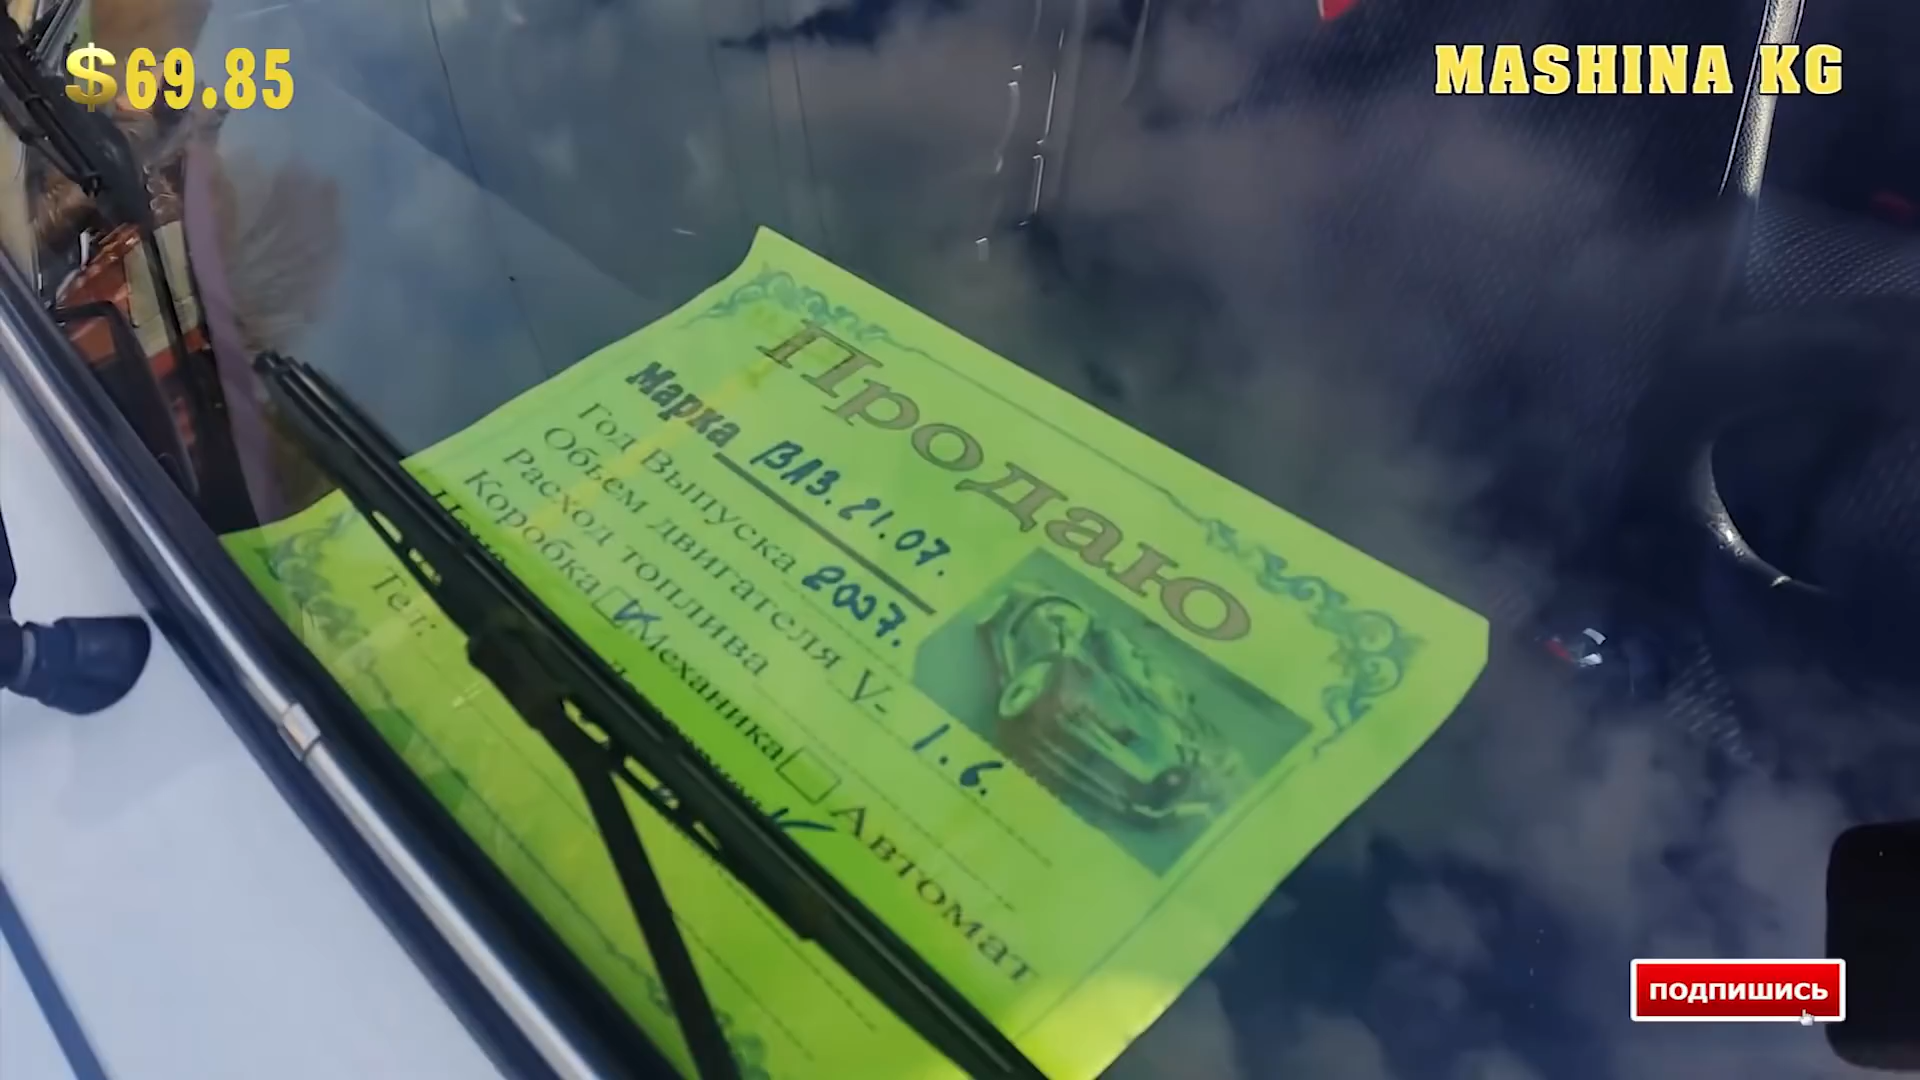 $69.85
MASHINA KG
Продаю
Марка ВАЗ.21.07.
Год Выпуска 2007.
Объем двигателя V- 1.6.
Расход топлива
Коробка Механика Автомат
Тел:
подпишись